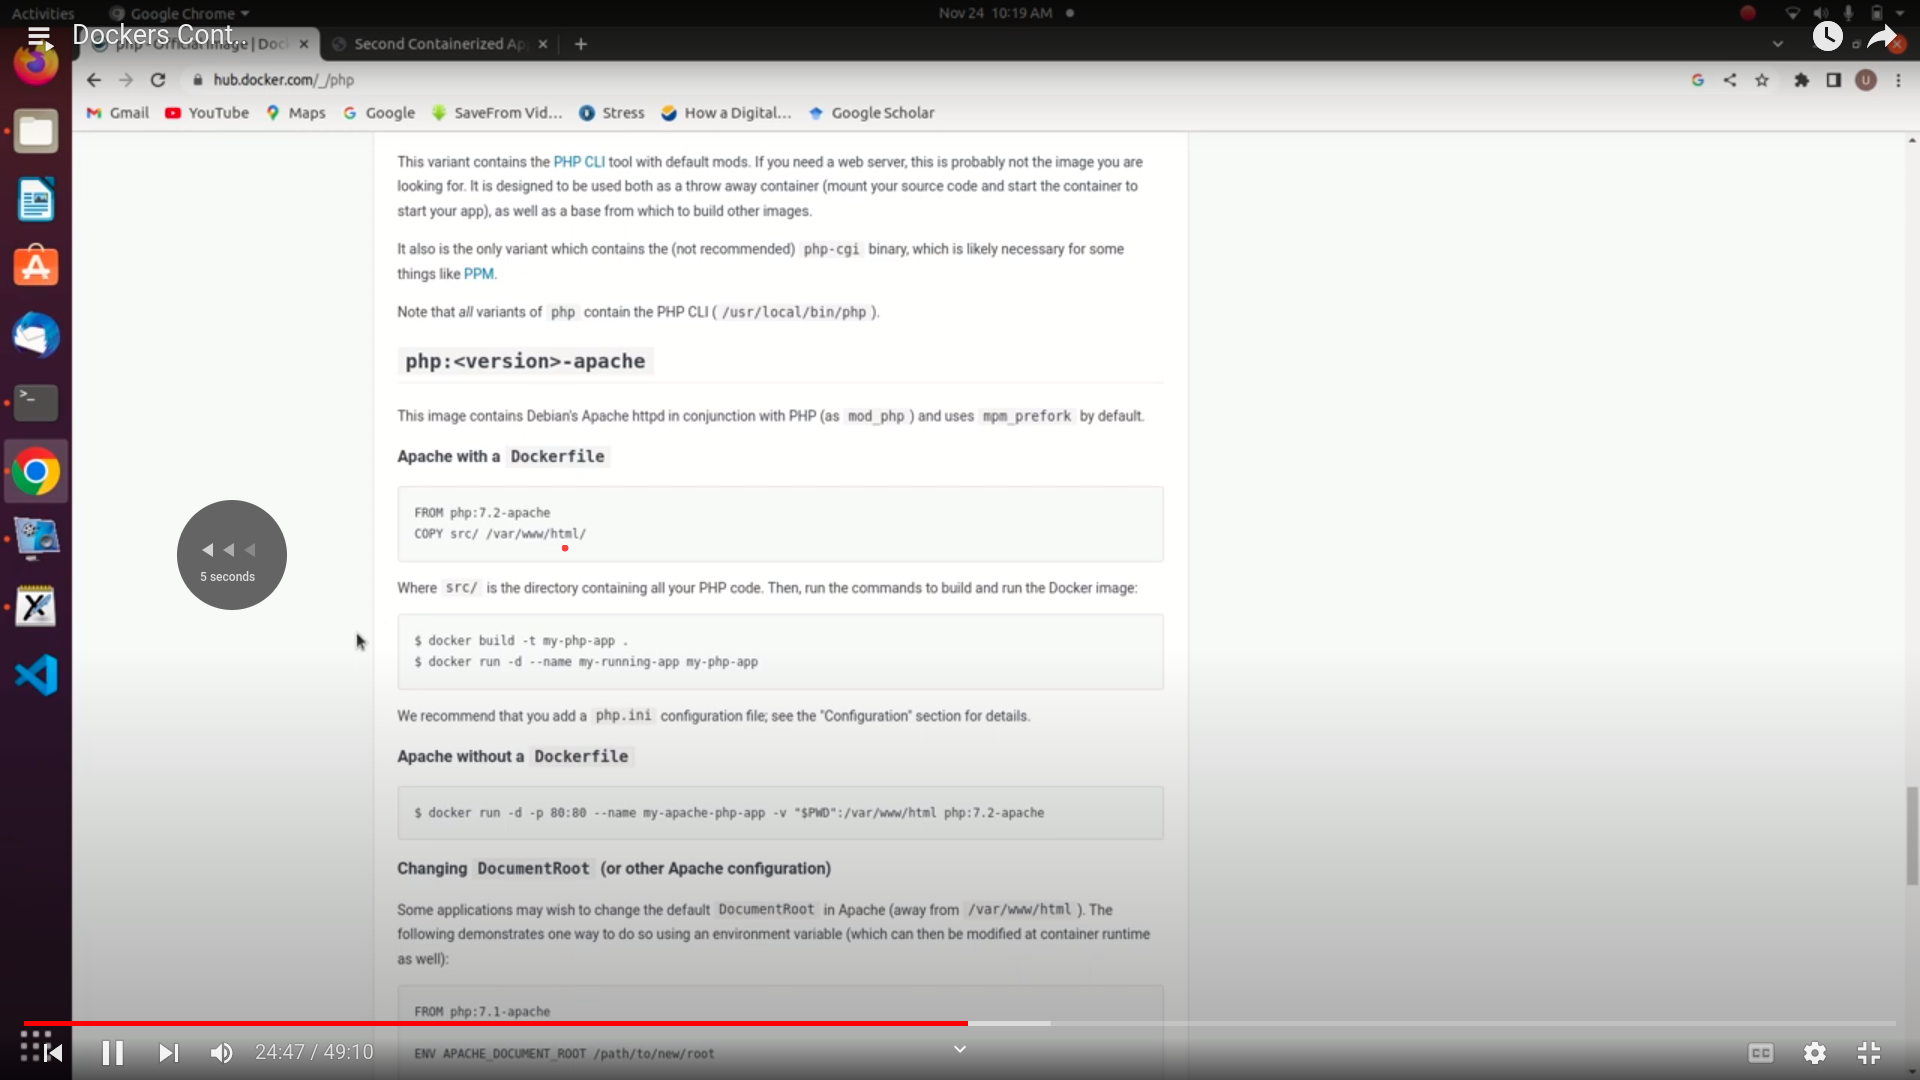 Activities
Google Chrome
Nov 24 10:19 AM
Dockers Cont...
php - Official Image | Dock
Second Containerized Ap
hub.docker.com/_/php
Gmail
YouTube
Maps
Google
SaveFrom Vid...
Stress
How a Digital...
Google Scholar
This variant contains the PHP CLI tool with default mods. If you need a web server, this is probably not the image you are
looking for. It is designed to be used both as a throw away container (mount your source code and start the container to
start your app), as well as a base from which to build other images.
It also is the only variant which contains the (not recommended) php-cgi binary, which is likely necessary for some
things like PPM.
Note that all variants of php contain the PHP CLI ( /usr/local/bin/php ).
php:<version>-apache
This image contains Debian's Apache httpd in conjunction with PHP (as mod_php ) and uses mpm_prefork by default.
Apache with a Dockerfile
FROM php:7.2-apache
COPY src/ /var/www/html/
5 seconds
Where src/ is the directory containing all your PHP code. Then, run the commands to build and run the Docker image:
$ docker build -t my-php-app .
$ docker run -d --name my-running-app my-php-app
We recommend that you add a php.ini configuration file; see the "Configuration" section for details.
Apache without a Dockerfile
$ docker run -d -p 80:80 --name my-apache-php-app -v "$PWD":/var/www/html php:7.2-apache
Changing DocumentRoot (or other Apache configuration)
Some applications may wish to change the default DocumentRoot in Apache (away from /var/www/html ). The
following demonstrates one way to do so using an environment variable (which can then be modified at container runtime
as well):
FROM php:7.1-apache
ENV APACHE_DOCUMENT_ROOT /path/to/new/root
24:47 / 49:10
CC